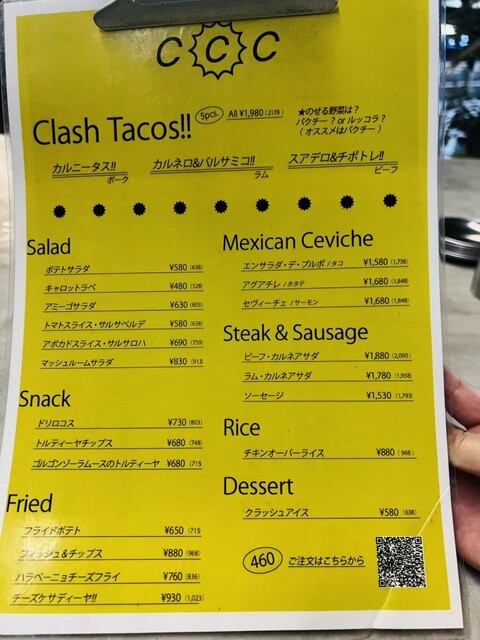 CCC
Clash Tacos!! 5pcs. All ¥1,980 (2178)
★のせる野菜は?
パクチー ? or ルッコラ ?
( オススメはパクチー )
カルニータス!! カルネロ&バルサミコ!! スアデロ&チポトレ!!
ポーク ラム ビーフ
Salad
ポテトサラダ ¥580 (638)
キャロットラペ ¥480 (528)
アミーゴサラダ ¥630 (803)
トマトスライス・サルサベルデ ¥580 (638)
アボカドスライス・サルサロハ ¥690 (759)
マッシュルームサラダ ¥830 (913
Snack
ドリロコス ¥730 (803)
トルティーヤチップス ¥680 (748)
ゴルゴンゾーラムースのトルティーヤ ¥680 (715
Fried
フライドポテト ¥650 (715
フィッシュ&チップス ¥880 (968)
ハラペーニョチーズフライ ¥760 (836)
チーズケサディーヤ!! ¥930 (1,023)
Mexican Ceviche
エンサラダ・デ・プルポ / タコ ¥1,580 (1,738)
アグアチレ / ホタテ ¥1,680 (1,848)
セヴィーチェ / サーモン ¥1,680 (1,848)
Steak & Sausage
ビーフ・カルネアサダ ¥1,880 (2,090)
ラム・カルネアサダ ¥1,780 (1,958)
ソーセージ ¥1,530 (1,793)
Rice
チキンオーバーライス ¥880 (968)
Dessert
クラッシュアイス ¥580 (638)
460 ご注文はこちらから